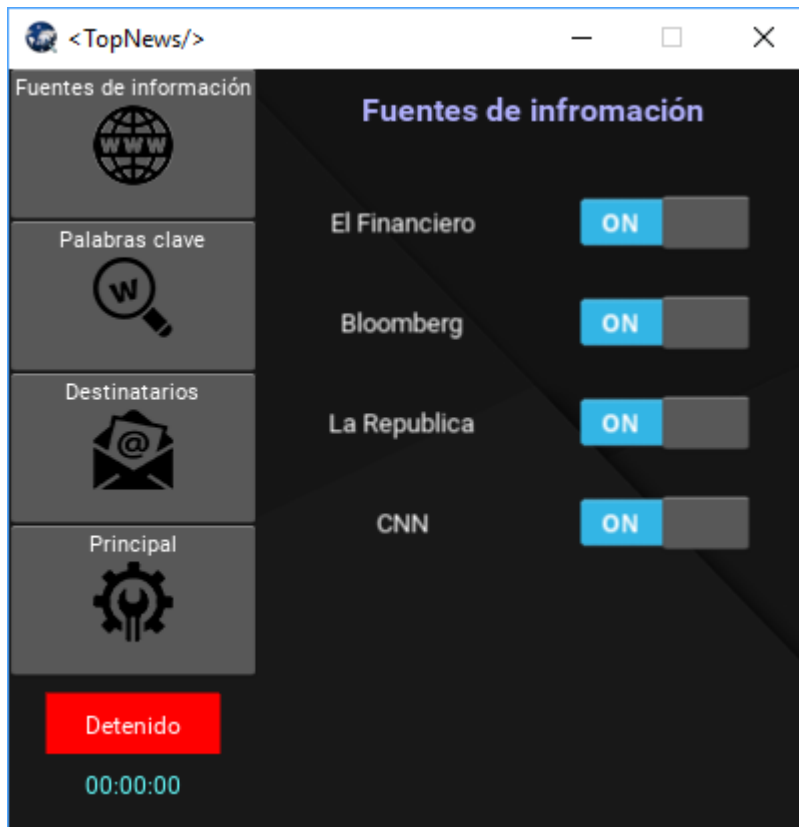 <TopNews/>
Fuentes de información
WWW
Palabras clave
W
Destinatarios
@
Principal
Detenido
00:00:00
Fuentes de infromación
El Financiero ON
Bloomberg ON
La Republica ON
CNN ON